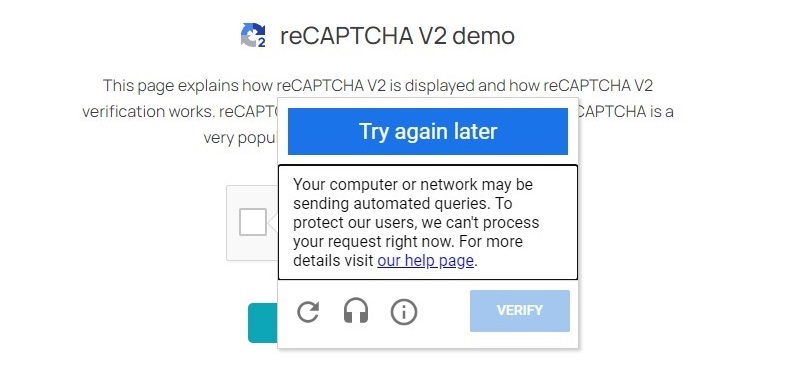 2 reCAPTCHA V2 demo
This page explains how reCAPTCHA V2 is displayed and how reCAPTCHA V2
verification works. reCAPT CAPTCHA is a
very popu
Try again later
Your computer or network may be
sending automated queries. To
protect our users, we can't process
your request right now. For more
details visit our help page.
VERIFY